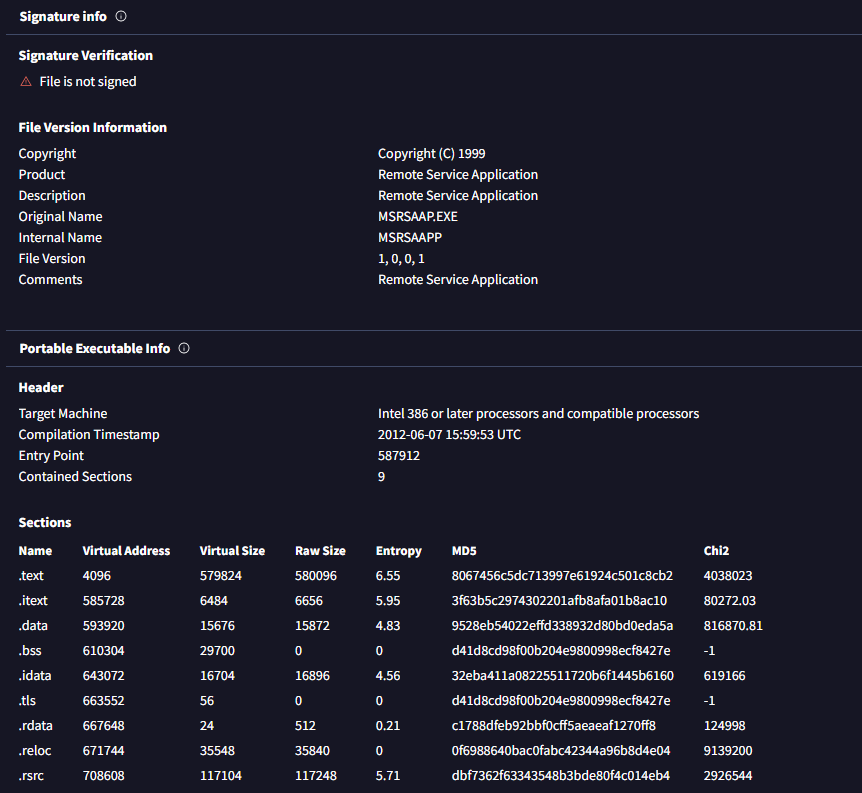 Signature info
Signature Verification
File is not signed
File Version Information
Copyright Copyright (C) 1999
Product Remote Service Application
Description Remote Service Application
Original Name MSRSAAP.EXE
Internal Name MSRSAAPP
File Version 1, 0, 0, 1
Comments Remote Service Application
Portable Executable Info
Header
Target Machine Intel 386 or later processors and compatible processors
Compilation Timestamp 2012-06-07 15:59:53 UTC
Entry Point 587912
Contained Sections 9
Sections
Name Virtual Address Virtual Size Raw Size Entropy MD5 Chi2
.text 4096 579824 580096 6.55 8067456c5dc713997e61924c501c8cb2 4038023
.itext 585728 6484 6656 5.95 3f63b5c2974302201afb8afa01b8ac10 80272.03
.data 593920 15676 15872 4.83 9528eb54022effd338932d80bd0eda5a 816870.81
.bss 610304 29700 0 0 d41d8cd98f00b204e9800998ecf8427e -1
.idata 643072 16704 16896 4.56 32eba411a08225511720b6f1445b6160 619166
.tls 663552 56 0 0 d41d8cd98f00b204e9800998ecf8427e -1
.rdata 667648 24 512 0.21 c1788dfeb92bbf0cff5aeaeaf1270ff8 124998
.reloc 671744 35548 35840 0 0f6988640bac0fabc42344a96b8d4e04 9139200
.rsrc 708608 117104 117248 5.71 dbf7362f63343548b3bde80f4c014eb4 2926544